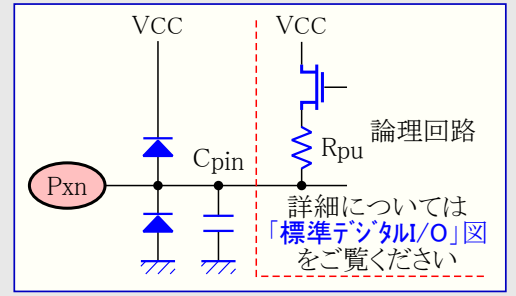 VCC
VCC
論理回路
Cpin
Rpu
Pxn
詳細については
「標準デジタルI/O」図
をご覧ください